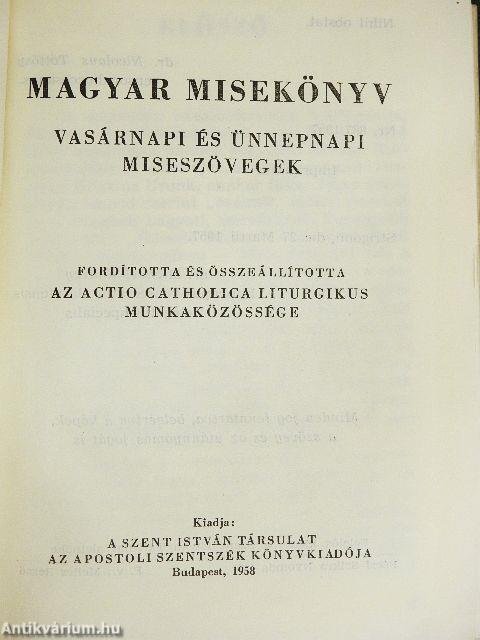 MAGYAR MISEKÖNYV
VASÁRNAPI ÉS ÜNNEPNAPI
MISESZÖVEGEK
FORDÍTOTTA ÉS ÖSSZEÁLLÍTOTTA
AZ ACTIO CATHOLICA LITURGIKUS
MUNKAKÖZÖSSÉGE
Kiadja:
A SZENT ISTVÁN TÁRSULAT
AZ APOSTOLI SZENTSZÉK KÖNYVKIADÓJA
Budapest, 1958
Antikvárium.hu